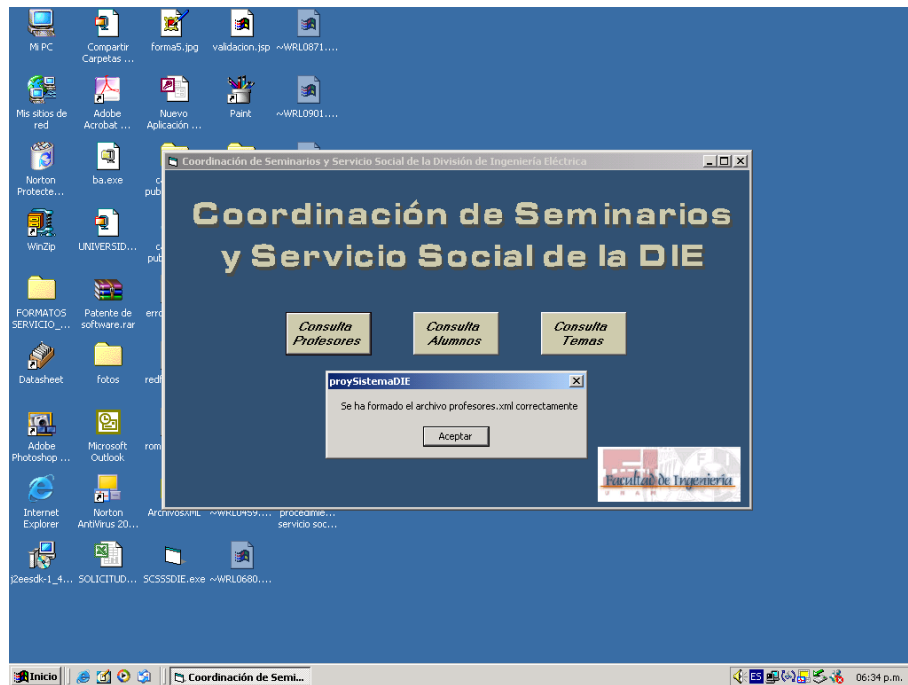 Mi PC
Compartir
Carpetas ...
forma5.jpg
validacion.jsp
~WRL0871....
Mis sitios de
red
Adobe
Acrobat ...
Nuevo
Aplicación ...
Paint
~WRL0901....
Norton
Protecte...
ba.exe
pub
WinZip
UNIVERSID...
pub
FORMATOS
SERVICIO_...
Patente de
software.rar
erro
Datasheet
fotos
redf
Adobe
Photoshop ...
Microsoft
Outlook
rom
Internet
Explorer
Norton
AntiVirus 20...
ArchivosXML
~WRL0459....
procedimie...
servicio soc...
j2eesdk-1_4...
SOLICITUD...
SCSSSDIE.exe
~WRL0680....
Coordinación de Seminarios y Servicio Social de la División de Ingeniería Eléctrica
Coordinación de Seminarios
y Servicio Social de la DIE
Consulta
Profesores
Consulta
Alumnos
Consulta
Temas
proySistemaDIE
Se ha formado el archivo profesores.xml correctamente
Aceptar
Facultad de Ingeniería
Inicio
Coordinación de Semi...
ES
06:34 p.m.